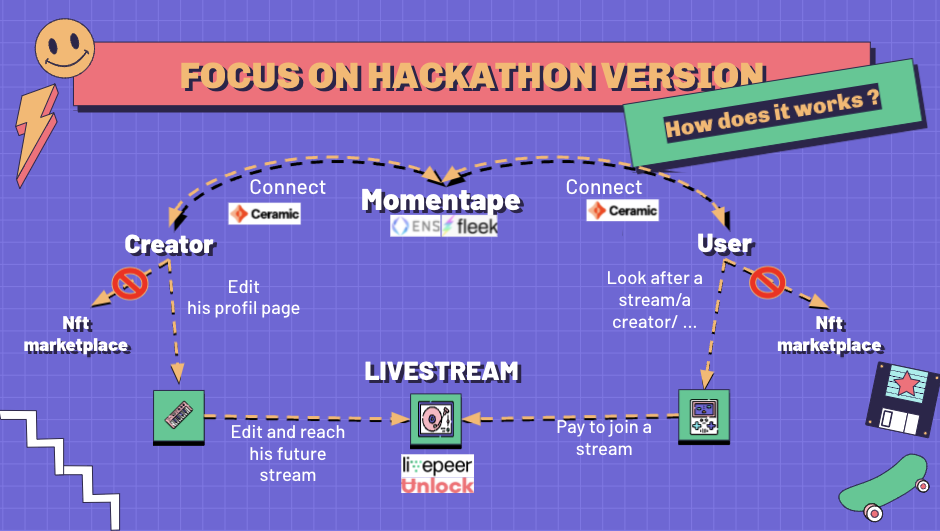 FOCUS ON HACKATHON VERSION
How does it works ?
Connect
Ceramic
Momentape
ENS fleek
Connect
Ceramic
Creator
User
Edit
his profil page
Look after a
stream/a
creator/ ...
Nft
marketplace
Nft
marketplace
LIVESTREAM
Edit and reach
his future
stream
Pay to join a
stream
livepeer
Unlock